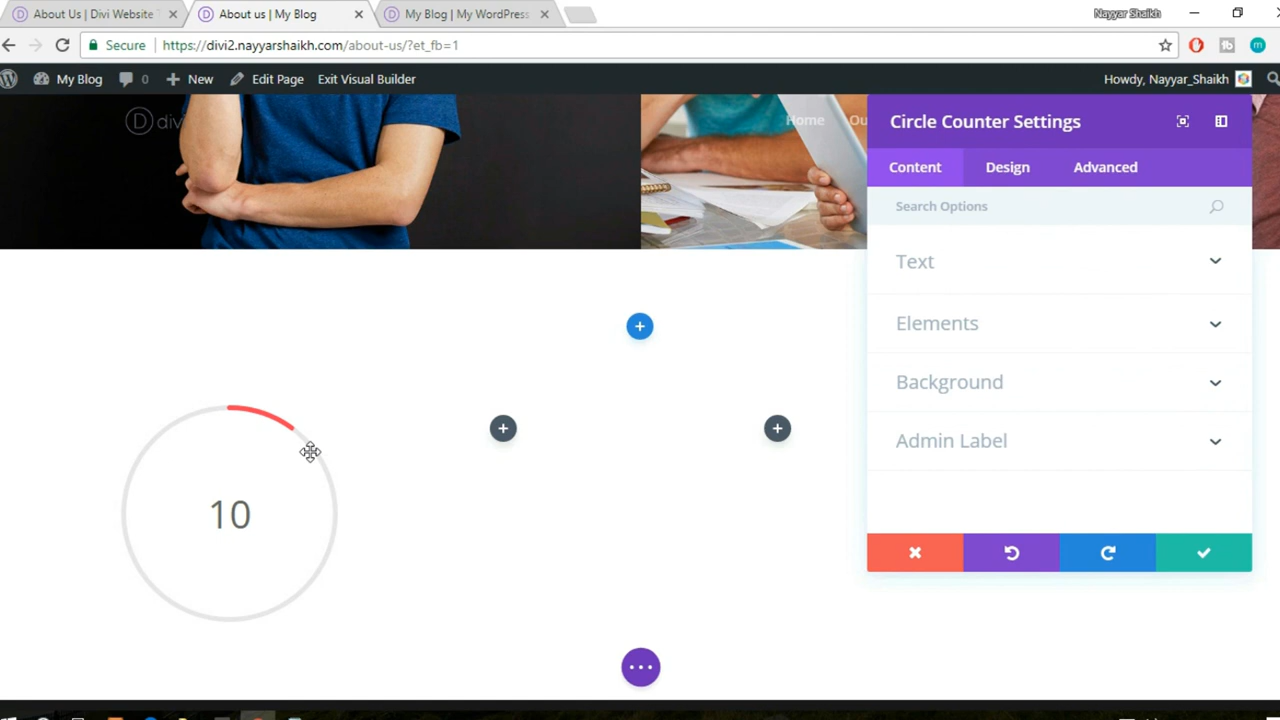 About Us | Divi Website T
About us | My Blog
My Blog | My WordPress
Nayyar Shaikh
Secure
https://divi2.nayyarshaikh.com/about-us/?et_fb=1
My Blog
0
New
Edit Page
Exit Visual Builder
Howdy, Nayyar_Shaikh
D divi
Home
Ou
Circle Counter Settings
Content
Design
Advanced
Search Options
Text
Elements
Background
Admin Label
10